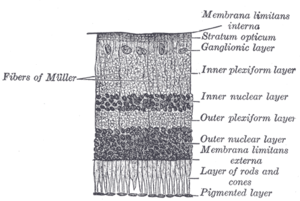 Membrana limitans
interna
Stratum opticum
Ganglionic layer
Inner plexiform layer
Fibers of Müller
Inner nuclear layer
Outer plexiform layer
Outer nuclear layer
Membrana limitans
externa
Layer of rods and
cones
Pigmented layer